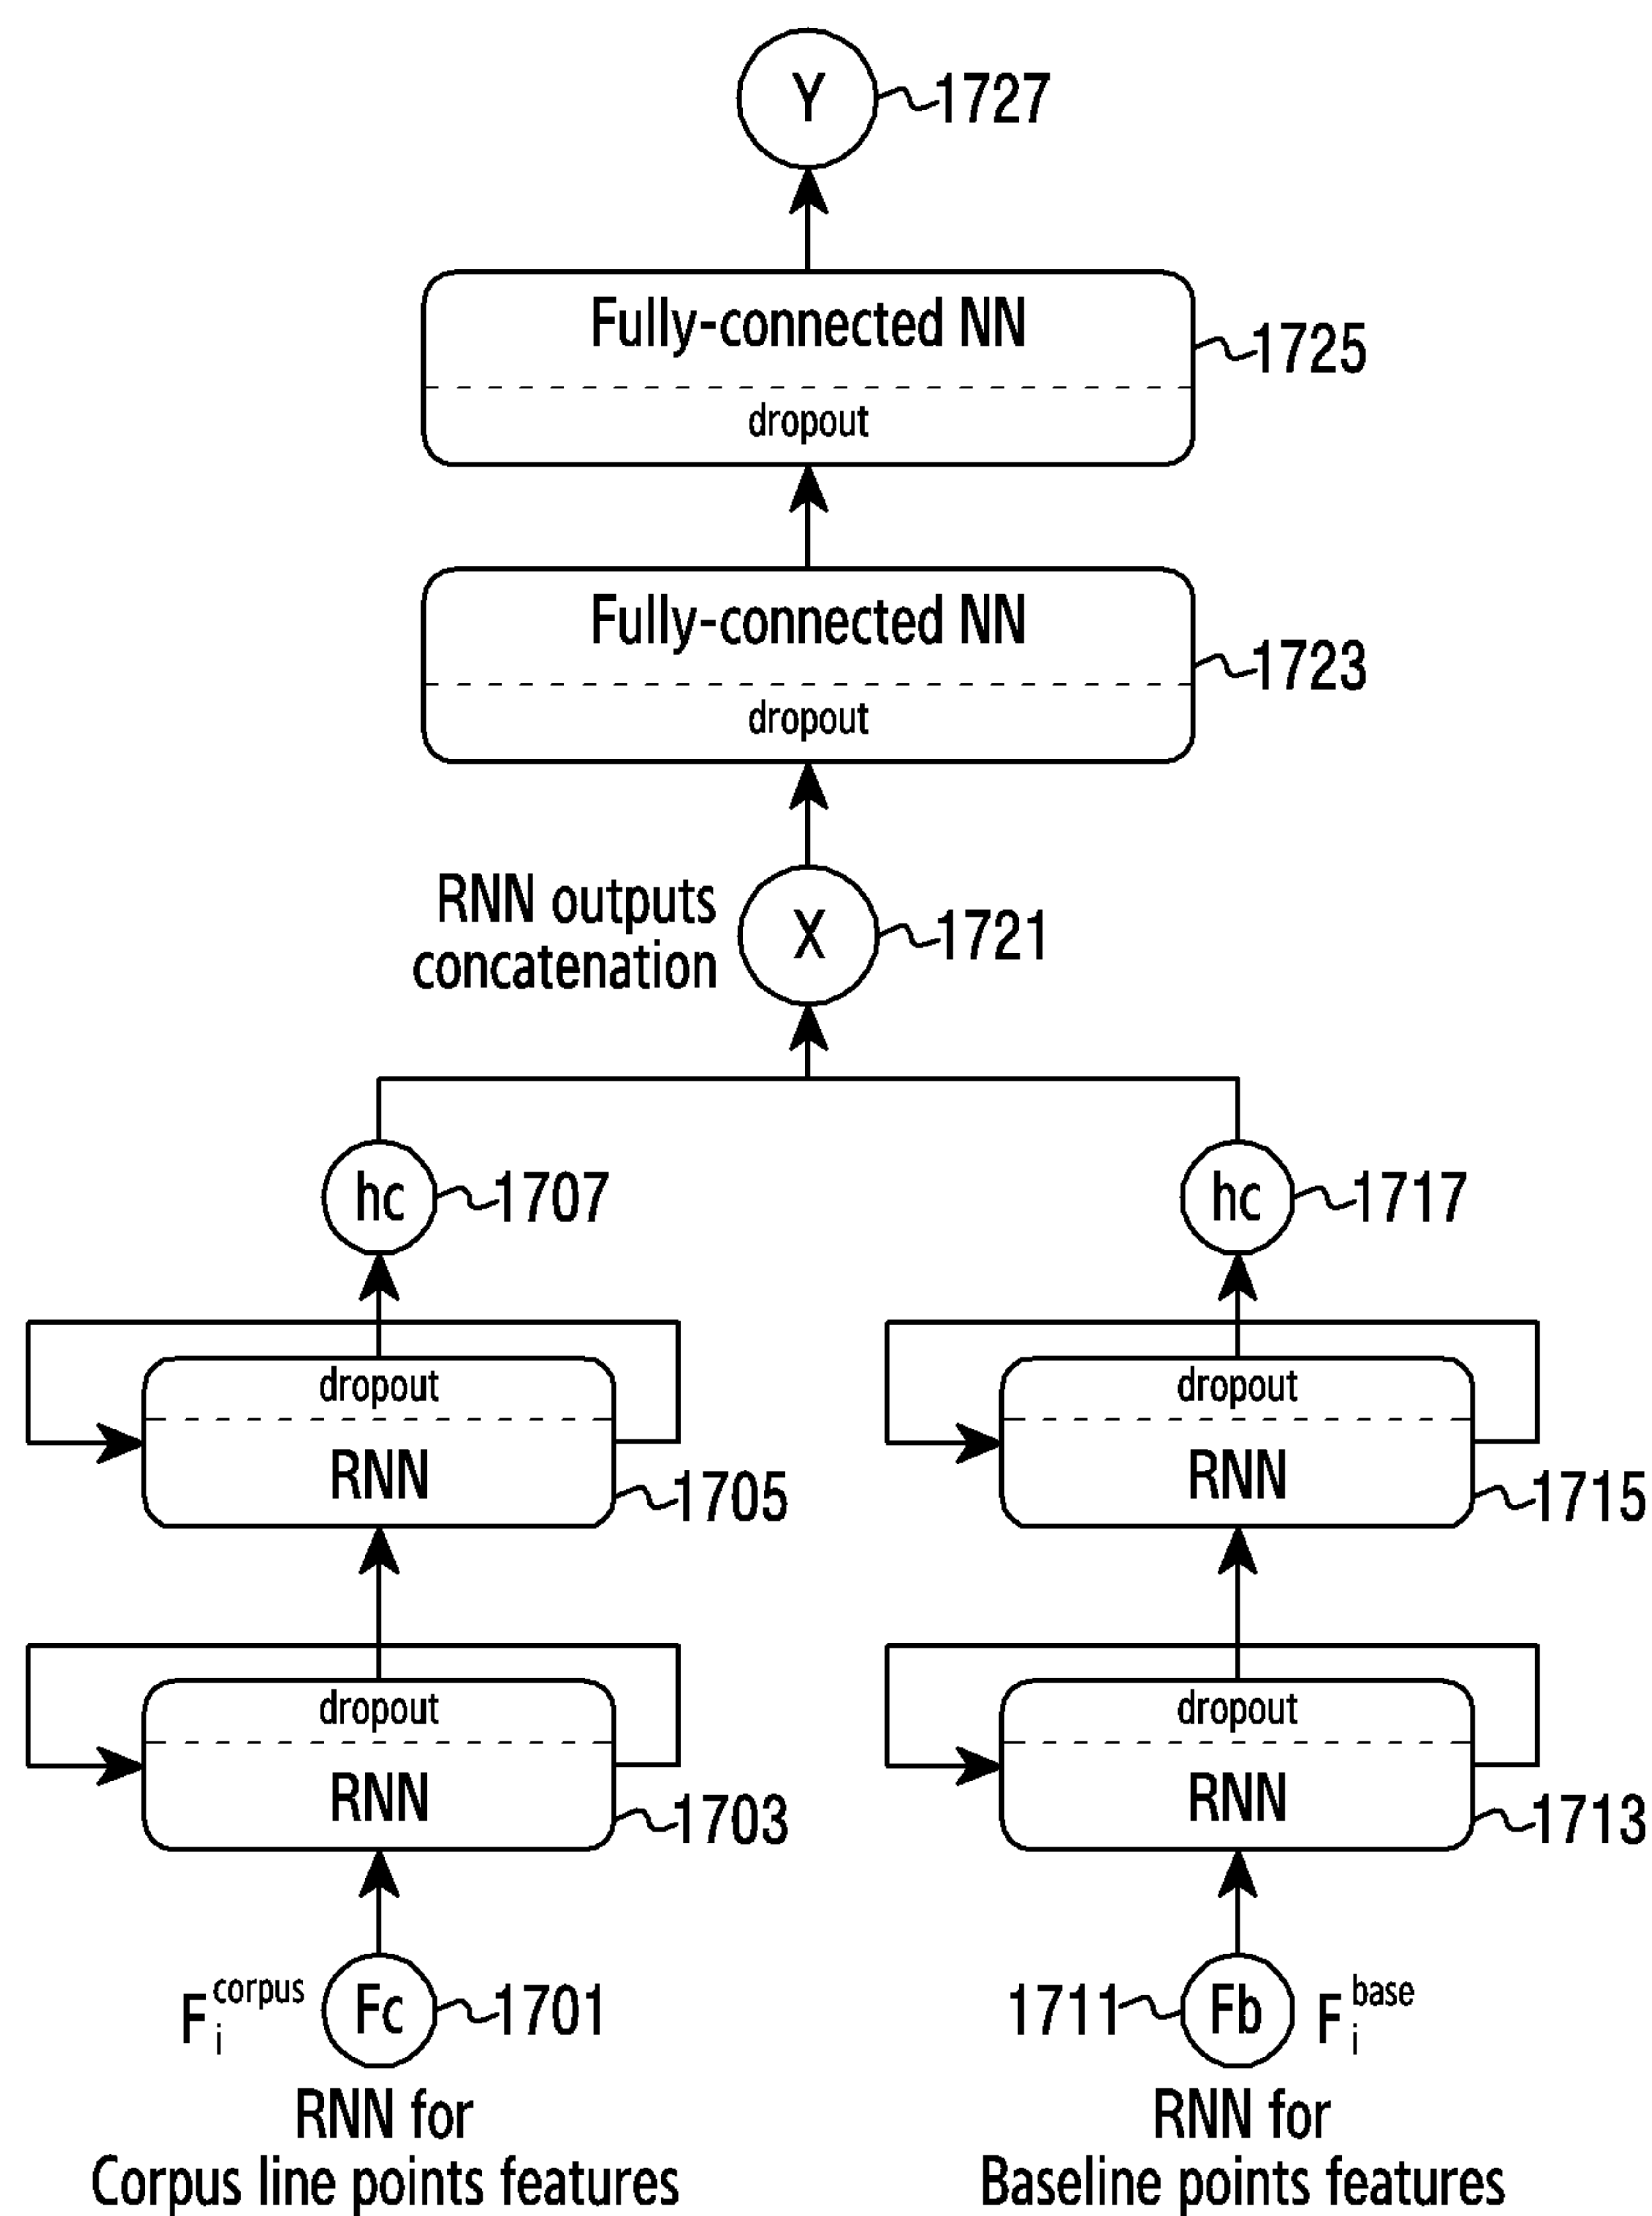 Y 1727
Fully-connected NN
dropout
1725
Fully-connected NN
dropout
1723
RNN outputs
concatenation
X 1721
hc 1707
hc 1717
dropout
RNN
1705
dropout
RNN
1715
dropout
RNN
1703
dropout
RNN
1713
F i corpus Fc 1701
1711 Fb F i base
RNN for
Corpus line points features
RNN for
Baseline points features